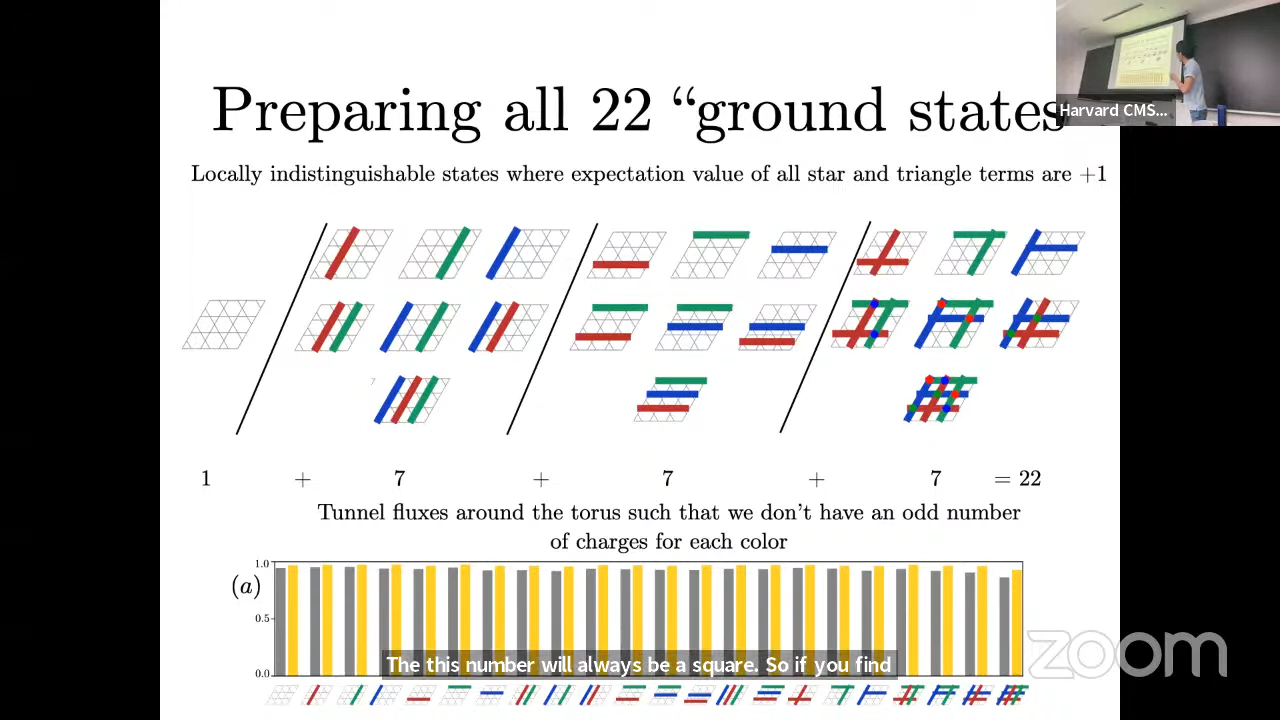 Preparing all 22 “ground states
Harvard CMS...
Locally indistinguishable states where expectation value of all star and triangle terms are +1
1 + 7 + 7 + 7 = 22
Tunnel fluxes around the torus such that we don’t have an odd number
of charges for each color
(a)
1.0
0.5
0.0
The this number will always be a square. So if you find
zoom